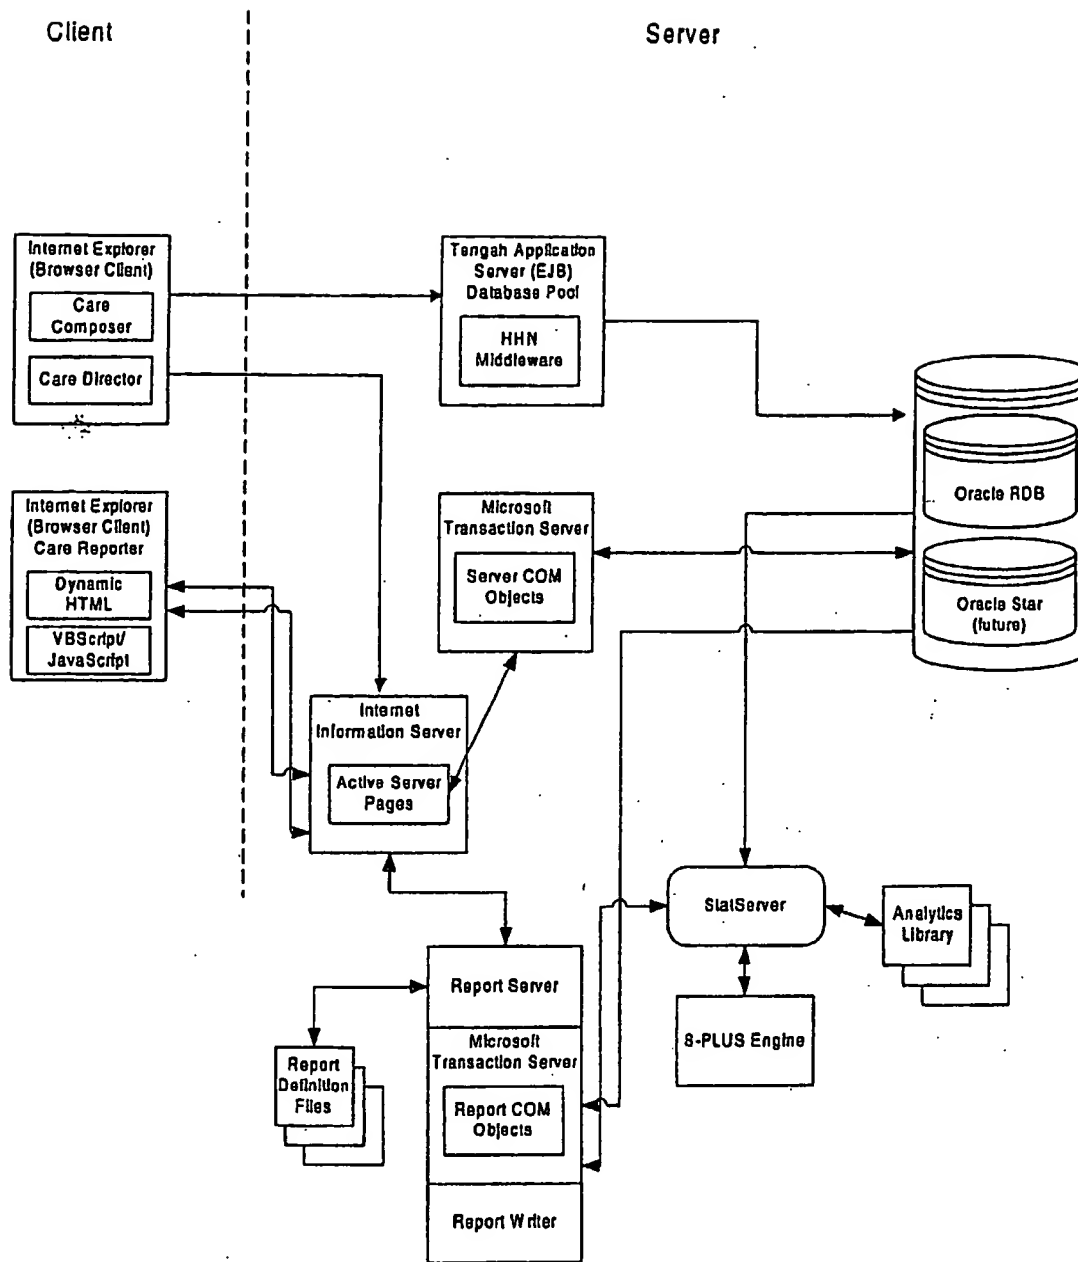 Client
Server
Internet Explorer
(Browser Client)
Care
Composer
Care Director
Tengah Application
Server (EJB)
Database Pool
HHN
Middleware
Oracle RDB
Oracle Star
(future)
Internet Explorer
(Browser Client)
Care Reporter
Dynamic
HTML
VBScript/
JavaScript
Microsoft
Transaction Server
Server COM
Objects
Internet
Information Server
Active Server
Pages
StatServer
Analytics
Library
S-PLUS Engine
Report Server
Microsoft
Transaction Server
Report COM
Objects
Report Writer
Report
Definition
Files